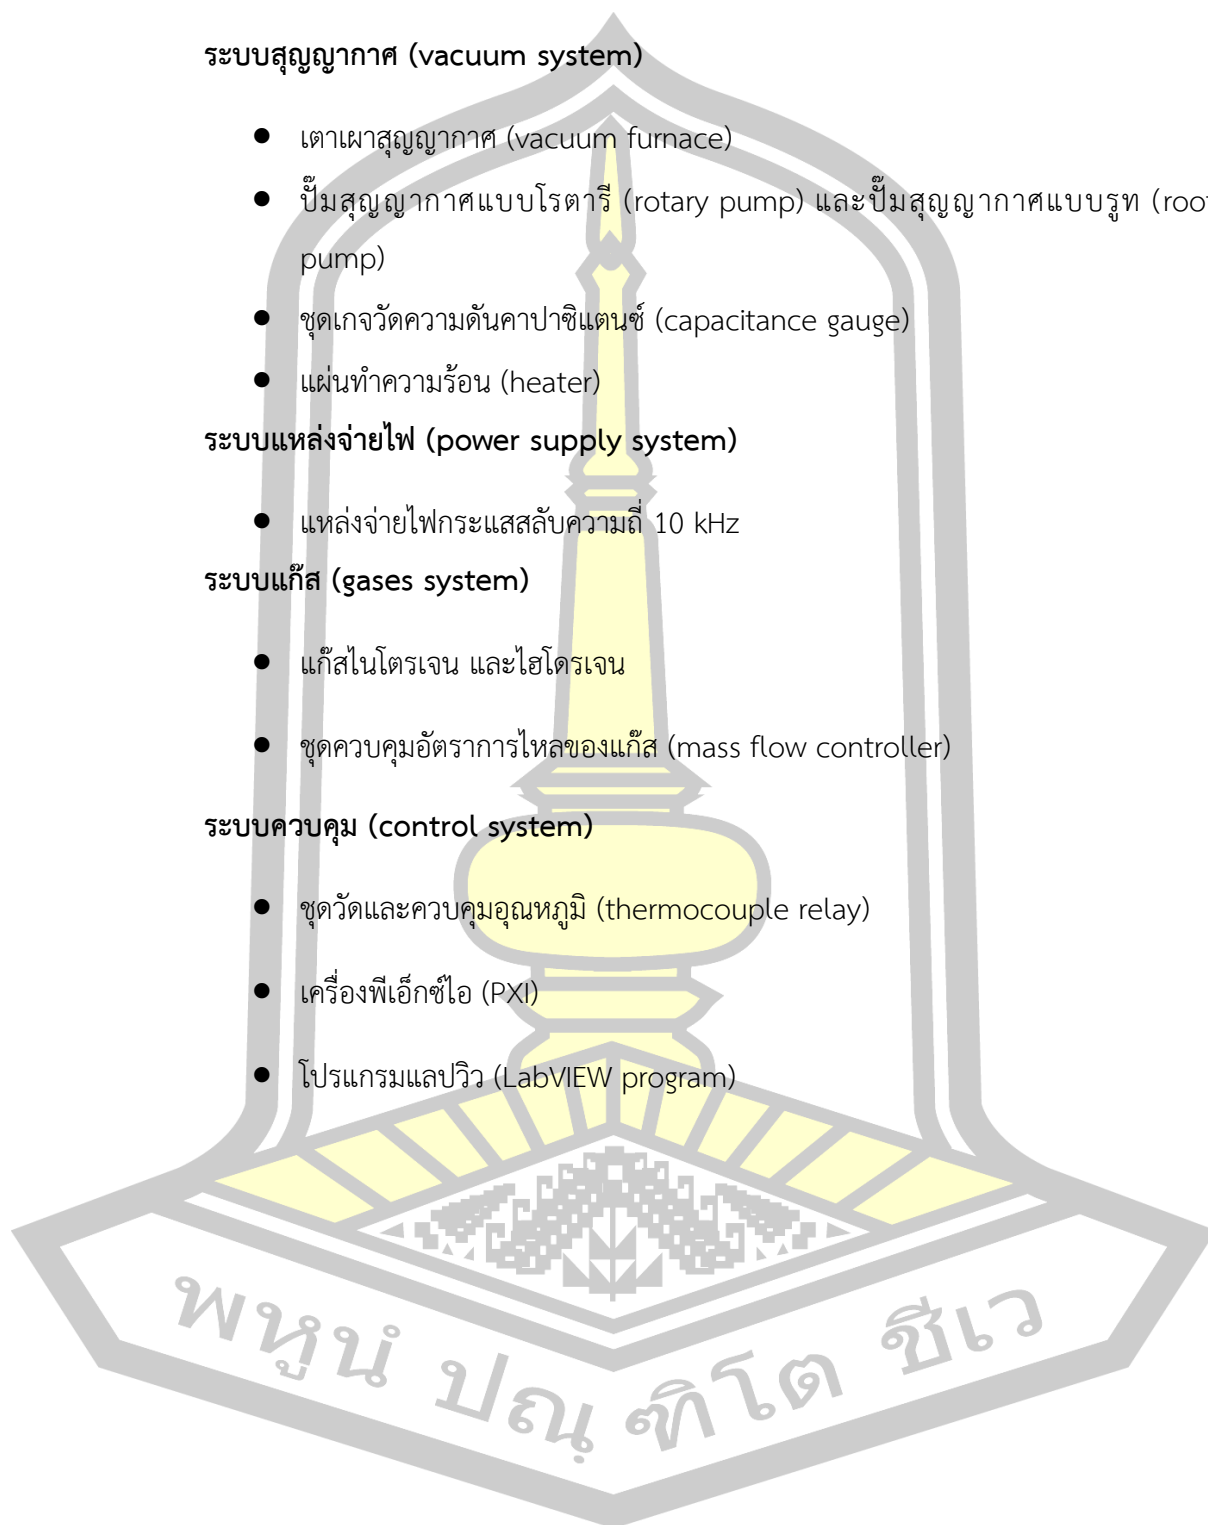 ระบบสุญญากาศ (vacuum system)
● เตาเผาสุญญากาศ (vacuum furnace)
● ปั๊มสุญญากาศแบบโรตารี (rotary pump) และปั๊มสุญญากาศแบบรูท (root
pump)
● ชุดเกจวัดความดันคาปาซิแตนซ์ (capacitance gauge)
● แผ่นทำความร้อน (heater)
ระบบแหล่งจ่ายไฟ (power supply system)
● แหล่งจ่ายไฟกระแสสลับความถี่ 10 kHz
ระบบแก๊ส (gases system)
● แก๊สไนโตรเจน และไฮโดรเจน
● ชุดควบคุมอัตราการไหลของแก๊ส (mass flow controller)
ระบบควบคุม (control system)
● ชุดวัดและควบคุมอุณหภูมิ (thermocouple relay)
● เครื่องพีเอ็กซ์ไอ (PXI)
● โปรแกรมแลปวิว (LabVIEW program)
พหูนํ ปณฺฑิโต ชีเว